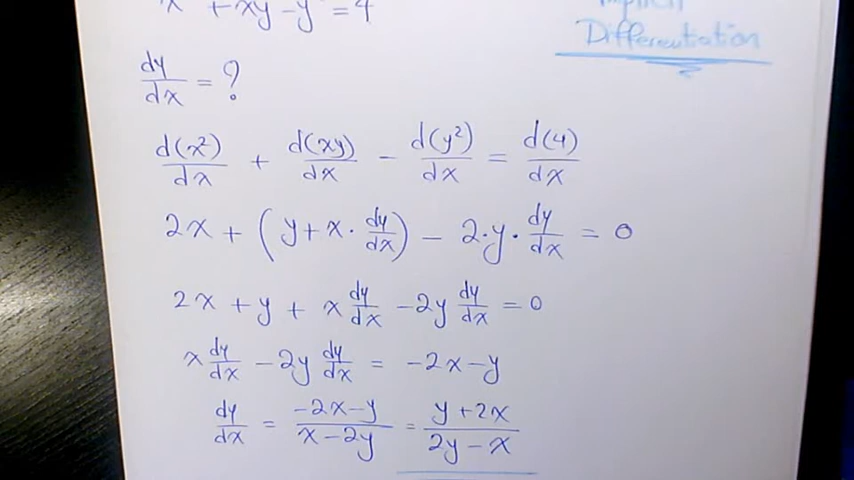 x + xy - y = 4
Differentiation
dy/dx = ?
d(x²)/dx + d(xy)/dx - d(y²)/dx = d(4)/dx
2x + (y + x · dy/dx) - 2·y· dy/dx = 0
2x + y + x dy/dx - 2y dy/dx = 0
x dy/dx - 2y dy/dx = -2x - y
dy/dx = -2x-y/x-2y = y+2x/2y-x